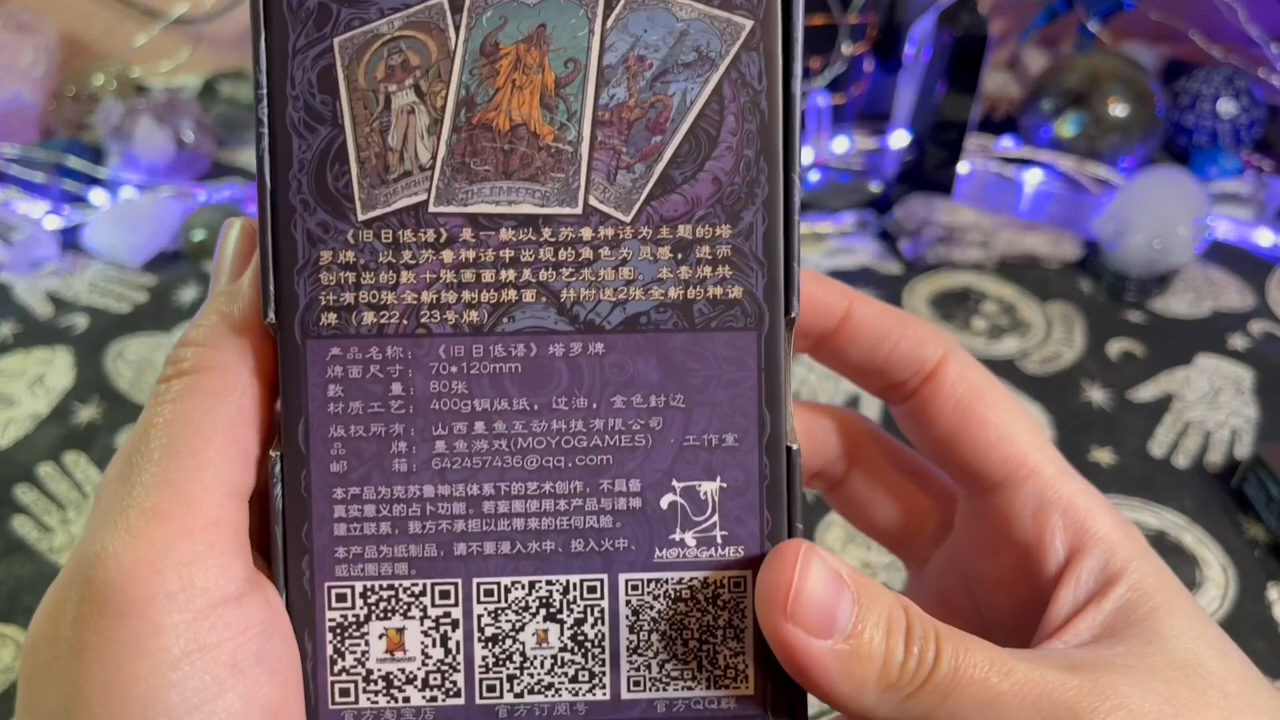 THE EMPEROR
《旧日低语》是一款以克苏鲁神话为主题的塔
罗牌，以克苏鲁神话中出现的角色为灵感，进而
创作出的数十张画面精美的艺术插图。本套牌共
计有80张全新绘制的牌面。并附送2张全新的神谕
牌（第22、23号牌）。
产品名称：《旧日低语》塔罗牌
牌面尺寸：70*120mm
数 量：80张
材质工艺：400g铜版纸，过油，金色封边
版权所有：山西墨鱼互动科技有限公司
品 牌：墨鱼游戏(MOYOGAMES) · 工作室
邮 箱：642457436@qq.com
本产品为克苏鲁神话体系下的艺术创作，不具备
真实意义的占卜功能。若妄图使用本产品与诸神
建立联系，我方不承担以此带来的任何风险。
本产品为纸制品，请不要浸入水中、投入火中、
或试图吞咽。
MOYOGAMES
MOYOGAMES
官方淘宝店
官方订阅号
官方QQ群